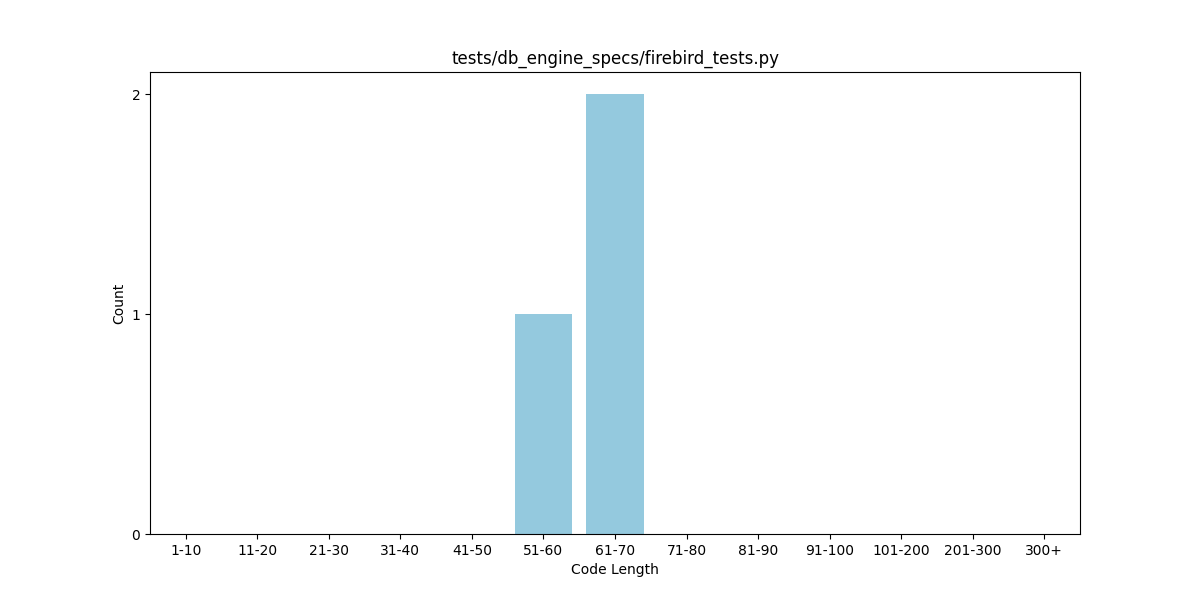 tests/db_engine_specs/firebird_tests.py
2
1
0
Count
1-10 11-20 21-30 31-40 41-50 51-60 61-70 71-80 81-90 91-100 101-200 201-300 300+
Code Length